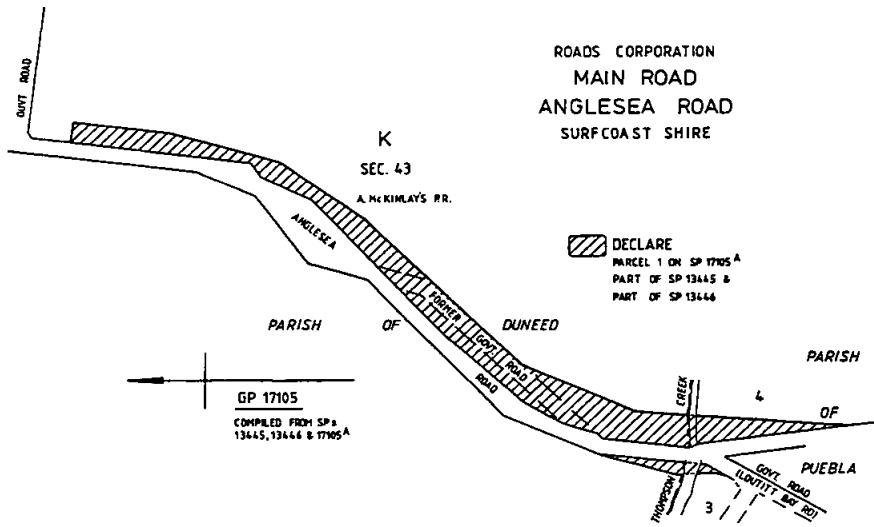 ROADS CORPORATION
MAIN ROAD
ANGLESEA ROAD
SURFCOAST SHIRE
GOVT ROAD
K
SEC. 43
A. McKINLAY'S P.R.
ANGLESEA
DECLARE
PARCEL 1 ON SP 17105A
PART OF SP 13445 &
PART OF SP 13446
FORMER GOVT. ROAD
PARISH OF DUNEED
ROAD
PARISH
CREEK
4
OF
GP 17105
COMPILED FROM SPs
13445, 13446 & 17105A
PUEBLA
GOVT. ROAD
(LOUTITT BAY RD)
THOMPSON
3